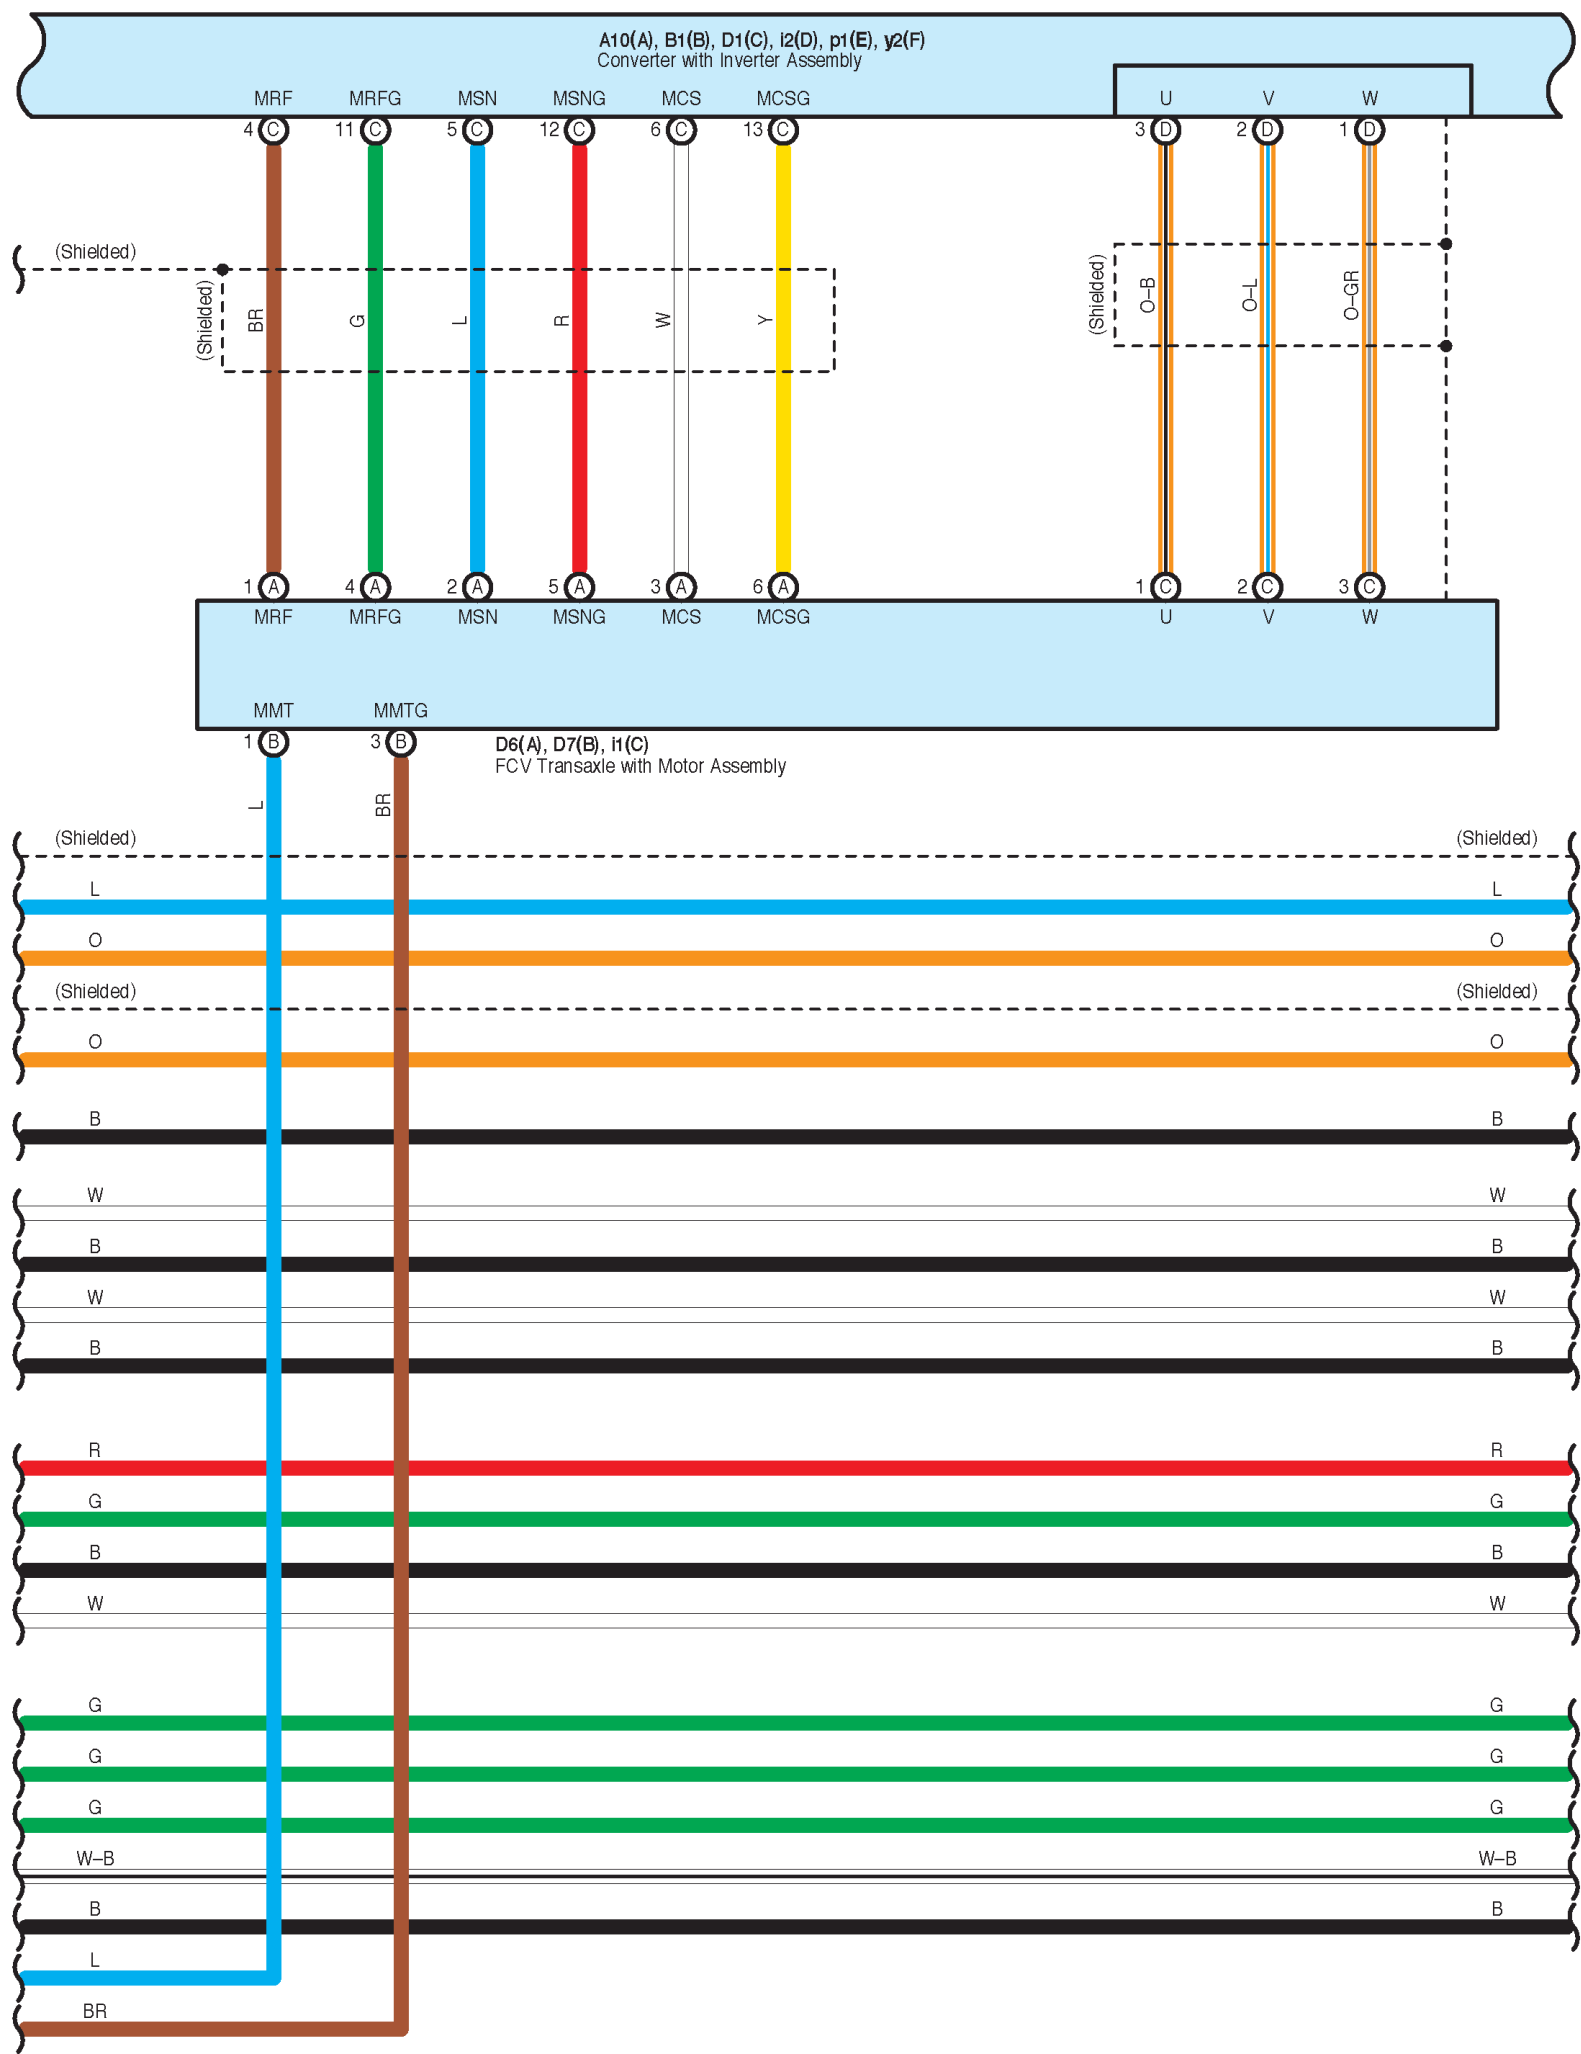 A10(A), B1(B), D1(C), i2(D), p1(E), y2(F)
Converter with Inverter Assembly
MRF MRFG MSN MSNG MCS MCSG U V W
4 C 11 C 5 C 12 C 6 C 13 C 3 D 2 D 1 D
(Shielded)
(Shielded) BR G L R W Y (Shielded) O–B O–L O–GR
1 A 4 A 2 A 5 A 3 A 6 A 1 C 2 C 3 C
MRF MRFG MSN MSNG MCS MCSG U V W
MMT MMTG
1 B 3 B
D6(A), D7(B), i1(C)
FCV Transaxle with Motor Assembly
L BR
(Shielded) (Shielded)
L L
O O
(Shielded) (Shielded)
O O
B B
W W
B B
W W
B B
R R
G G
B B
W W
G G
G G
G G
W–B W–B
B B
L
BR